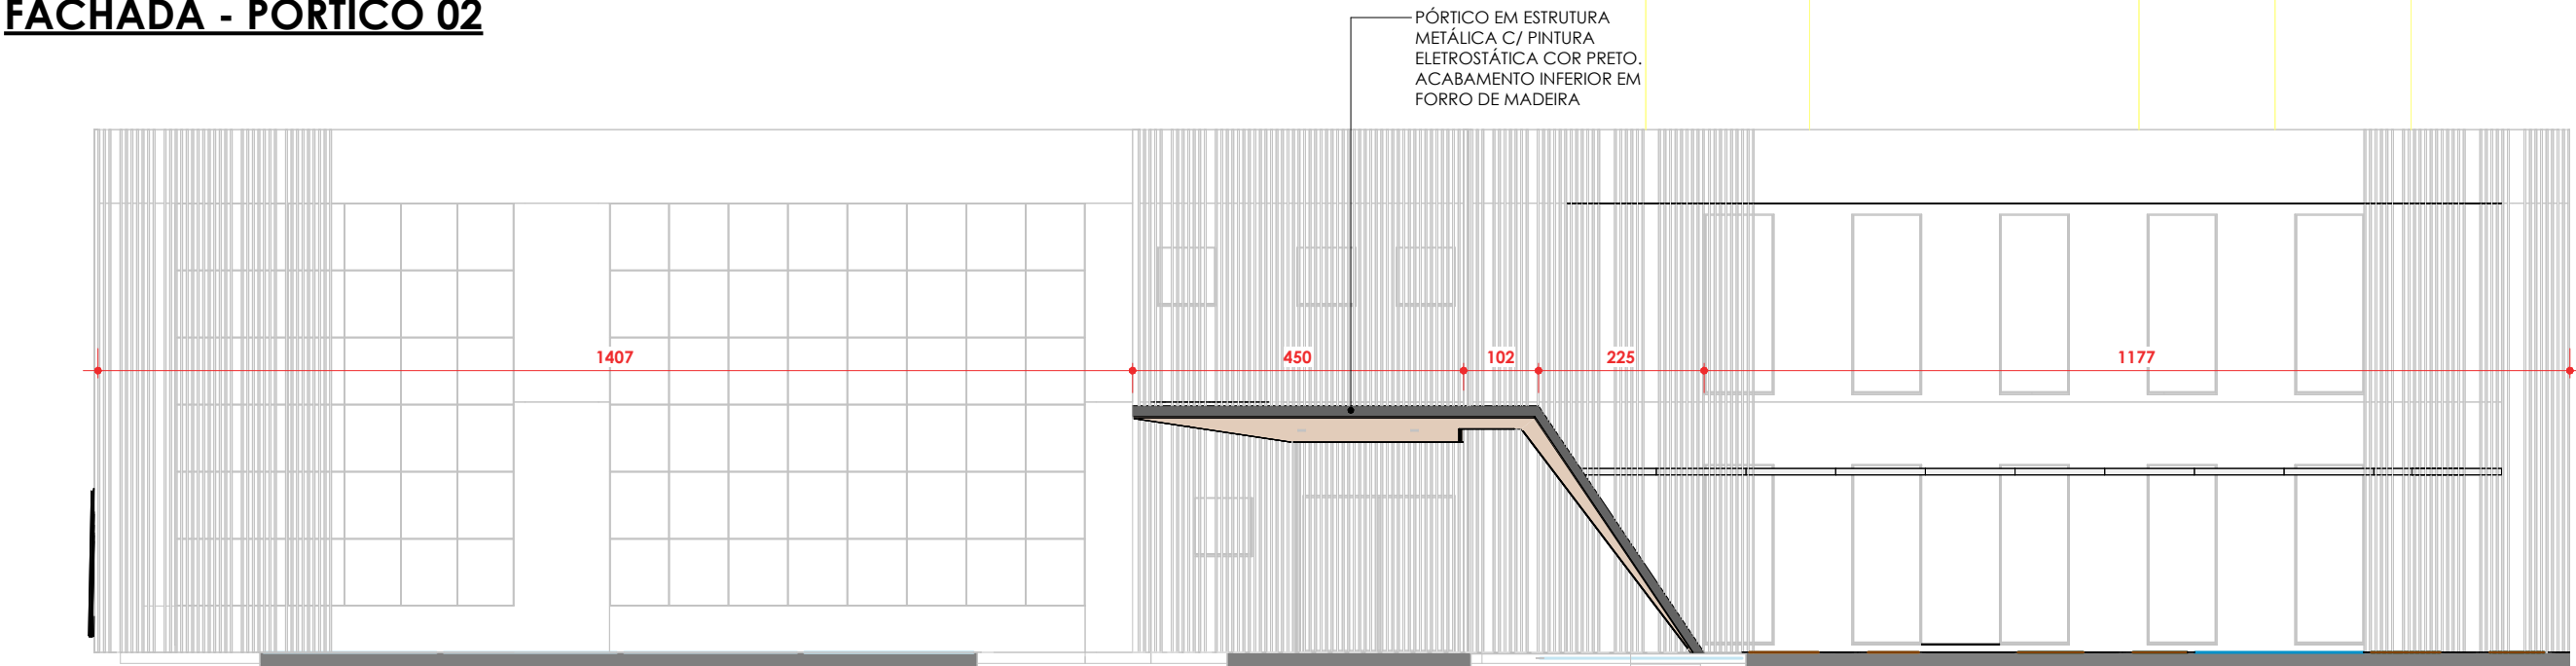 FACHADA - PÓRTICO 02
PÓRTICO EM ESTRUTURA
METÁLICA C/ PINTURA
ELETROSTÁTICA COR PRETO.
ACABAMENTO INFERIOR EM
FORRO DE MADEIRA
1407
450
102
225
1177